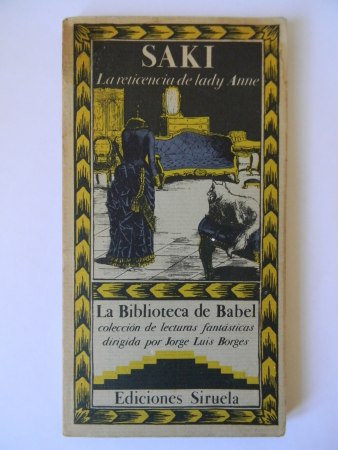 SAKI
La reticencia de lady Anne
La Biblioteca de Babel
colección de lecturas fantásticas
dirigida por Jorge Luis Borges
Ediciones Siruela